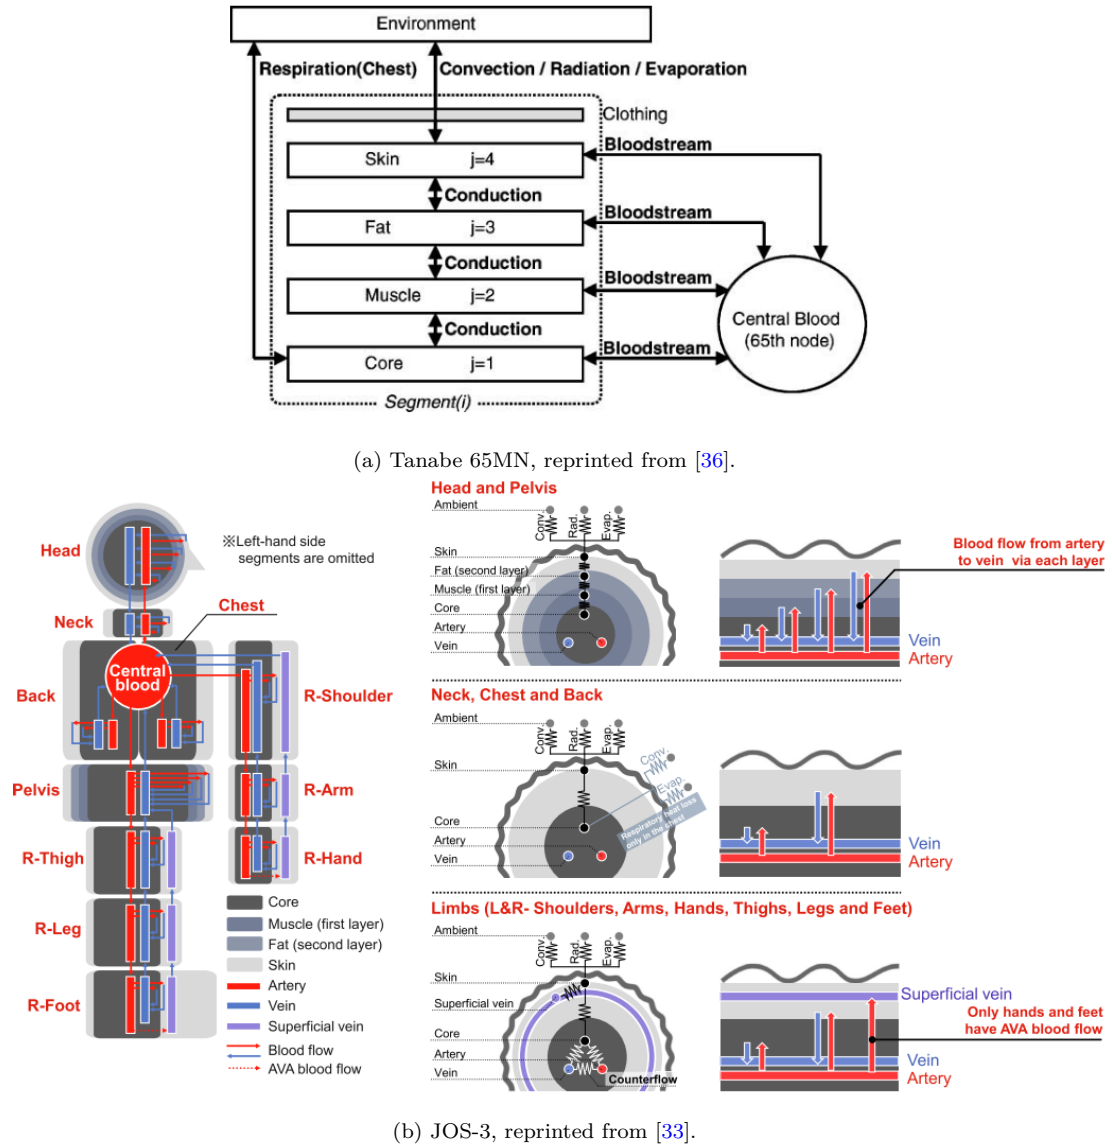 Environment
Respiration(Chest)
Convection / Radiation / Evaporation
Clothing
Bloodstream
Skin j=4
Conduction
Bloodstream
Fat j=3
Conduction
Bloodstream
Muscle j=2
Central Blood
(65th node)
Conduction
Bloodstream
Core j=1
Segment(i)
(a) Tanabe 65MN, reprinted from [36].
Head
※Left-hand side
segments are omitted
Neck
Chest
Central
blood
Back
R-Shoulder
Pelvis
R-Arm
R-Thigh
R-Hand
R-Leg
R-Foot
Core
Muscle (first layer)
Fat (second layer)
Skin
Artery
Vein
Superficial vein
Blood flow
AVA blood flow
Head and Pelvis
Ambient
Conv.
Rad.
Evap.
Skin
Fat (second layer)
Muscle (first layer)
Core
Artery
Vein
Blood flow from artery
to vein via each layer
Vein
Artery
Neck, Chest and Back
Ambient
Conv.
Rad.
Evap.
Conv.
Evap.
Respiratory heat loss
only in the chest
Skin
Core
Artery
Vein
Vein
Artery
Limbs (L&R- Shoulders, Arms, Hands, Thighs, Legs and Feet)
Ambient
Conv.
Rad.
Evap.
Skin
Superficial vein
Core
Artery
Vein
Counterflow
Superficial vein
Only hands and feet
have AVA blood flow
Vein
Artery
(b) JOS-3, reprinted from [33].